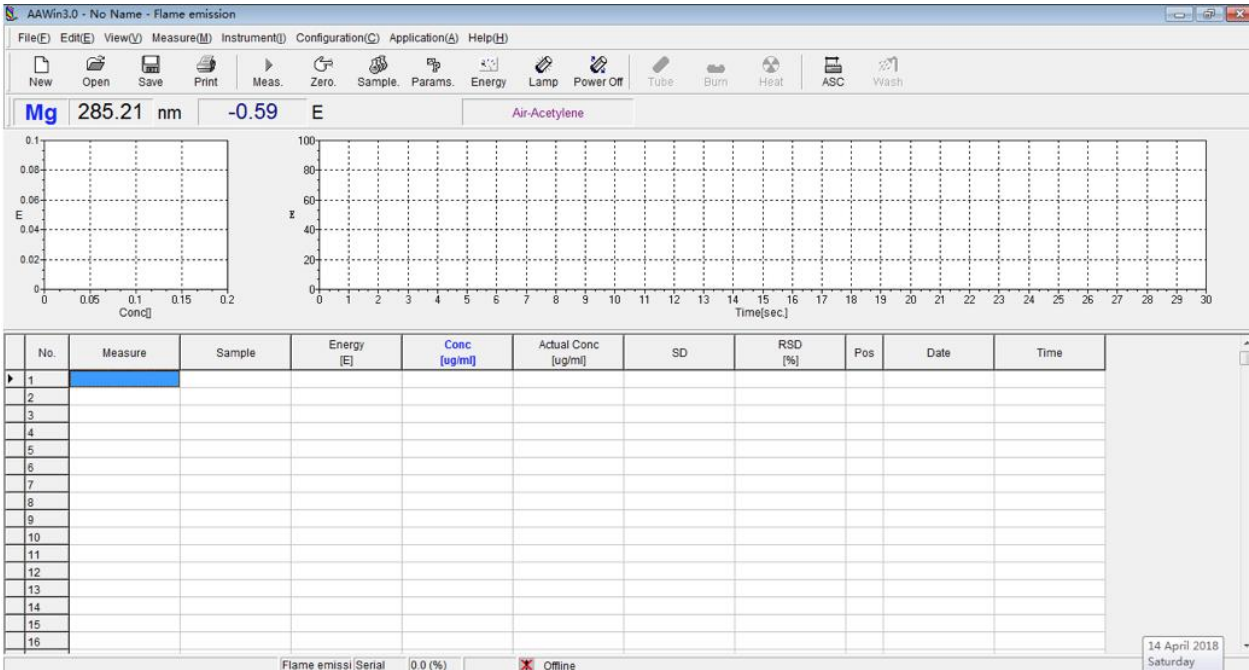 AAWin3.0 - No Name - Flame emission
File(F) Edit(E) View(V) Measure(M) Instrument(I) Configuration(C) Application(A) Help(H)
New Open Save Print Meas. Zero. Sample. Params. Energy Lamp Power Off Tube Burn Heat ASC Wash
Mg 285.21 nm -0.59 E Air-Acetylene
0.1
0.08
0.06
E
0.04
0.02
0
0 0.05 0.1 0.15 0.2
Conc[]
100
80
60
E
40
20
0
0 1 2 3 4 5 6 7 8 9 10 11 12 13 14 15 16 17 18 19 20 21 22 23 24 25 26 27 28 29 30
Time[sec.]
No. Measure Sample Energy [E] Conc [ug/ml] Actual Conc [ug/ml] SD RSD [%] Pos Date Time
1
2
3
4
5
6
7
8
9
10
11
12
13
14
15
16
14 April 2018
Saturday
Flame emissi Serial 0.0 (%) Offline